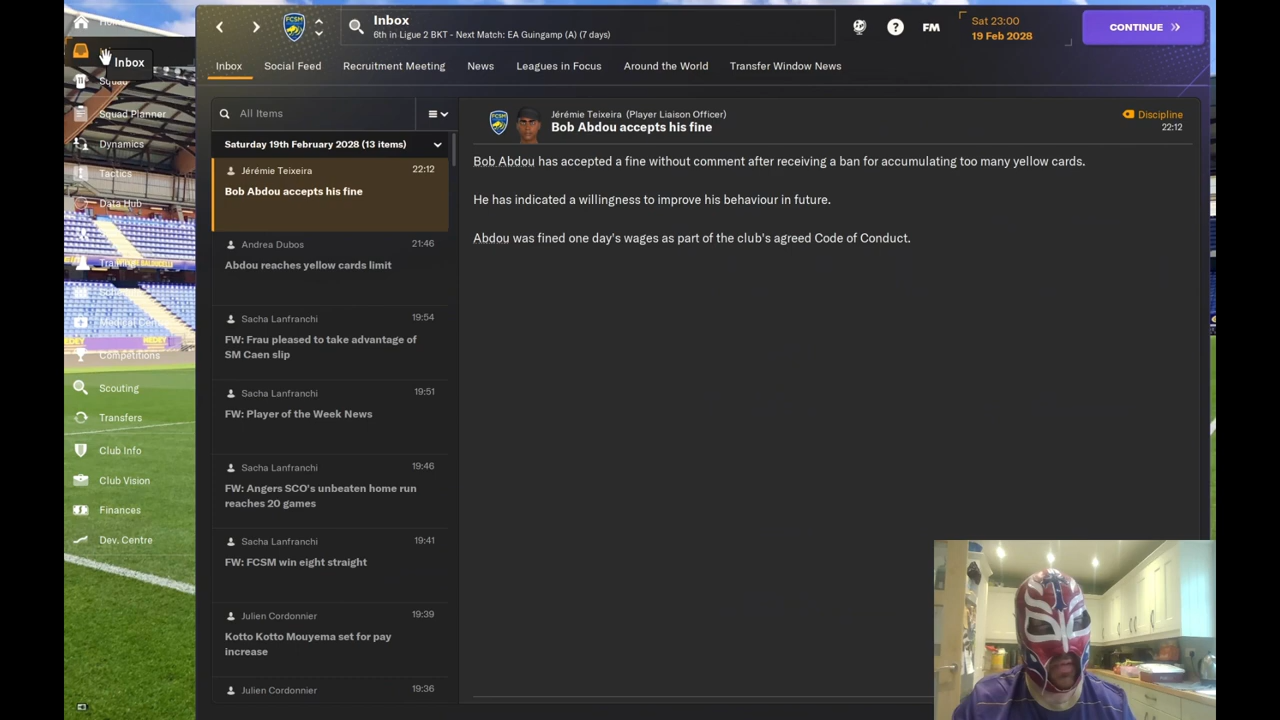 Home
Inbox
6th in Ligue 2 BKT - Next Match: EA Guingamp (A) (7 days)
FM
Sat 23:00
19 Feb 2028
CONTINUE
Inbox
Squad
Squad Planner
Dynamics
Tactics
Data Hub
Competitions
Scouting
Transfers
Club Info
Club Vision
Finances
Dev. Centre
Inbox
Social Feed
Recruitment Meeting
News
Leagues in Focus
Around the World
Transfer Window News
All Items
Saturday 19th February 2028 (13 items)
Jérémie Teixeira
22:12
Bob Abdou accepts his fine
Andrea Dubos
21:46
Abdou reaches yellow cards limit
Sacha Lanfranchi
19:54
FW: Frau pleased to take advantage of
SM Caen slip
Sacha Lanfranchi
19:51
FW: Player of the Week News
Sacha Lanfranchi
19:46
FW: Angers SCO's unbeaten home run
reaches 20 games
Sacha Lanfranchi
19:41
FW: FCSM win eight straight
Julien Cordonnier
19:39
Kotto Kotto Mouyema set for pay
increase
Julien Cordonnier
19:36
FCSM
Jérémie Teixeira (Player Liaison Officer)
Bob Abdou accepts his fine
Discipline
22:12
Bob Abdou has accepted a fine without comment after receiving a ban for accumulating too many yellow cards.
He has indicated a willingness to improve his behaviour in future.
Abdou was fined one day's wages as part of the club's agreed Code of Conduct.